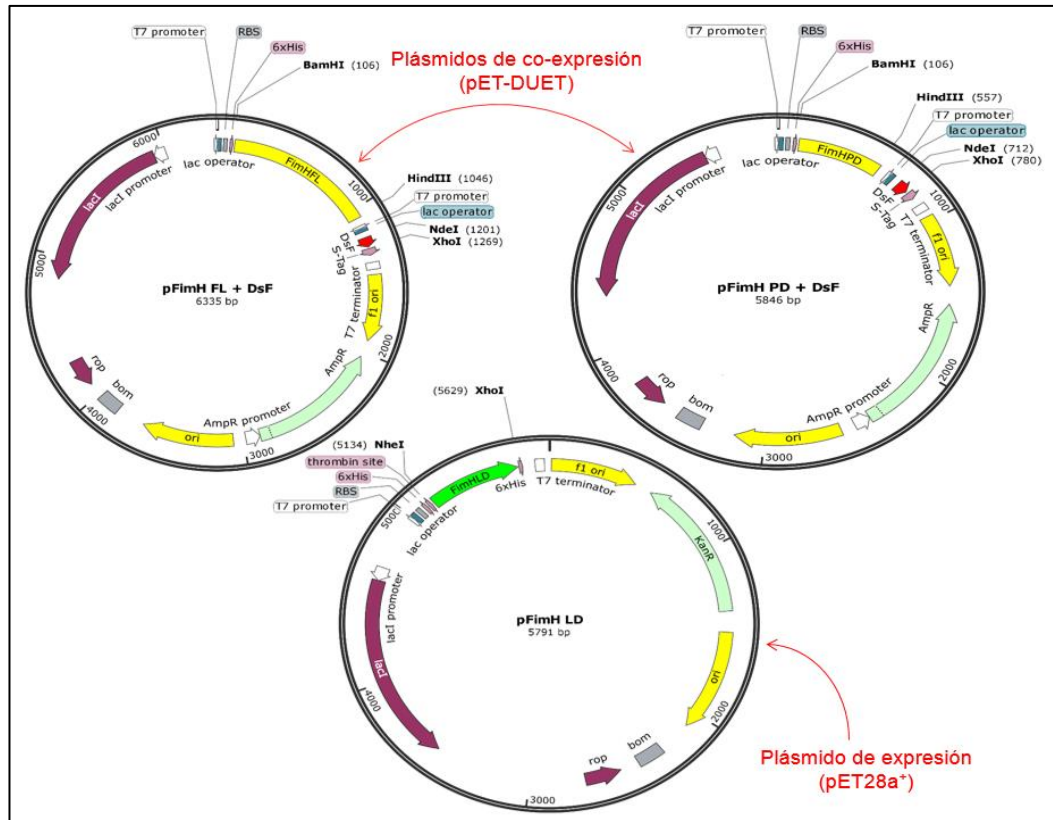 Plásmidos de co-expresión
(pET-DUET)
T7 promoter
RBS
6xHis
BamHI (106)
lac operator
FimHFL
HindIII (1046)
T7 promoter
lac operator
NdeI (1201)
XhoI (1269)
DsF
S-Tag
T7 terminator
f1 ori
AmpR
AmpR promoter
ori
bom
rop
lacI
lacI promoter
1000
2000
3000
4000
5000
6000
pFimH FL + DsF
6335 bp
T7 promoter
RBS
6xHis
BamHI (106)
lac operator
FimHPD
HindIII (557)
T7 promoter
lac operator
NdeI (712)
XhoI (780)
DsF
S-Tag
T7 terminator
f1 ori
AmpR
AmpR promoter
ori
bom
rop
lacI
lacI promoter
1000
2000
3000
4000
5000
pFimH PD + DsF
5846 bp
(5629) XhoI
(5134) NheI
thrombin site
6xHis
RBS
T7 promoter
lac operator
FimHLD
6xHis
T7 terminator
f1 ori
KanR
ori
bom
rop
lacI
lacI promoter
1000
2000
3000
4000
5000
pFimH LD
5791 bp
Plásmido de expresión
(pET28a⁺)